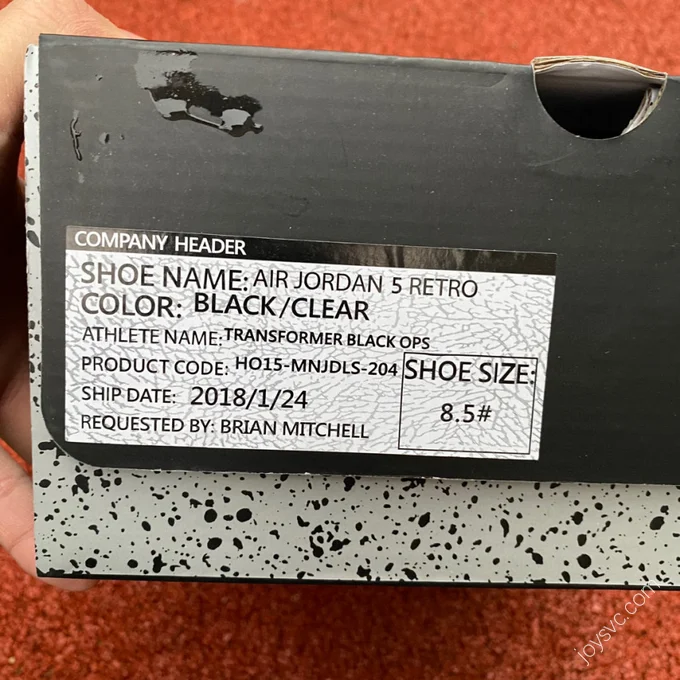 COMPANY HEADER
SHOE NAME: AIR JORDAN 5 RETRO
COLOR: BLACK/CLEAR
ATHLETE NAME: TRANSFORMER BLACK OPS
PRODUCT CODE: HO15-MNJDLS-204
SHIP DATE: 2018/1/24
REQUESTED BY: BRIAN MITCHELL
SHOE SIZE:
8.5#
joysvc.com